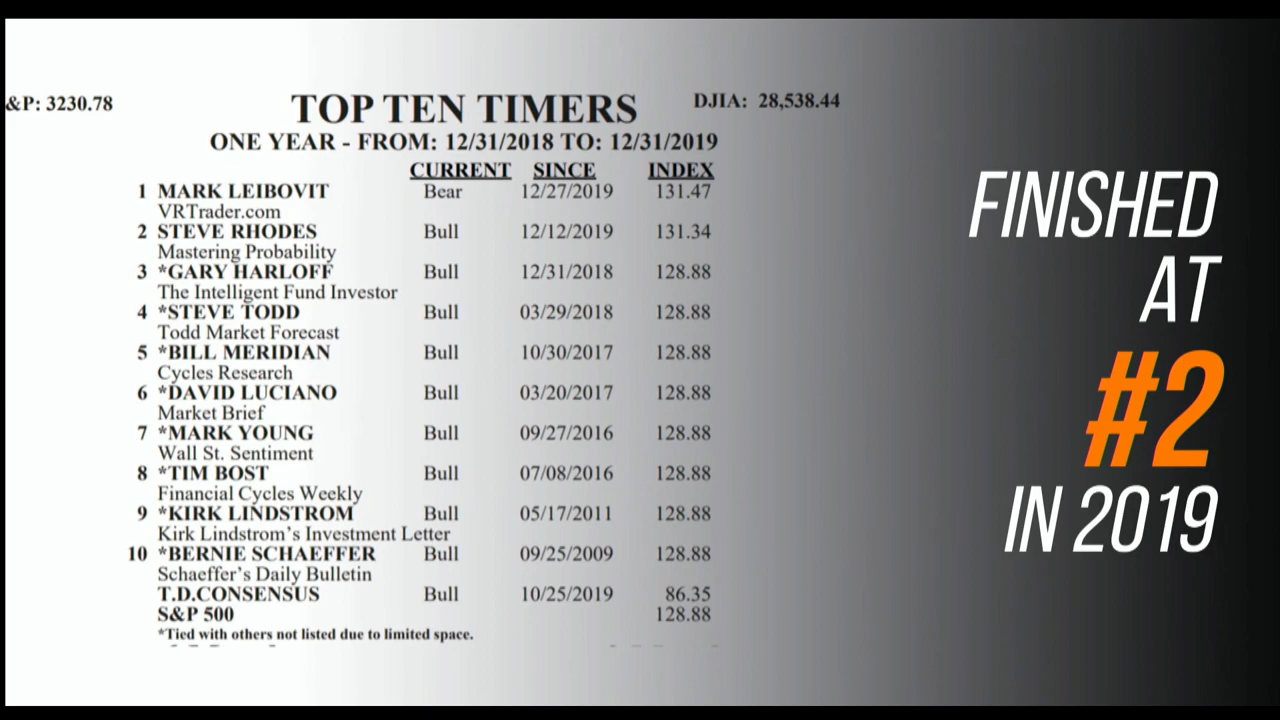 &P: 3230.78
TOP TEN TIMERS
DJIA: 28,538.44
ONE YEAR - FROM: 12/31/2018 TO: 12/31/2019
CURRENT SINCE INDEX
1 MARK LEIBOVIT Bear 12/27/2019 131.47
VRTrader.com
2 STEVE RHODES Bull 12/12/2019 131.34
Mastering Probability
3 *GARY HARLOFF Bull 12/31/2018 128.88
The Intelligent Fund Investor
4 *STEVE TODD Bull 03/29/2018 128.88
Todd Market Forecast
5 *BILL MERIDIAN Bull 10/30/2017 128.88
Cycles Research
6 *DAVID LUCIANO Bull 03/20/2017 128.88
Market Brief
7 *MARK YOUNG Bull 09/27/2016 128.88
Wall St. Sentiment
8 *TIM BOST Bull 07/08/2016 128.88
Financial Cycles Weekly
9 *KIRK LINDSTROM Bull 05/17/2011 128.88
Kirk Lindstrom's Investment Letter
10 *BERNIE SCHAEFFER Bull 09/25/2009 128.88
Schaeffer's Daily Bulletin
T.D.CONSENSUS Bull 10/25/2019 86.35
S&P 500 128.88
*Tied with others not listed due to limited space.
FINISHED
AT
#2
IN 2019